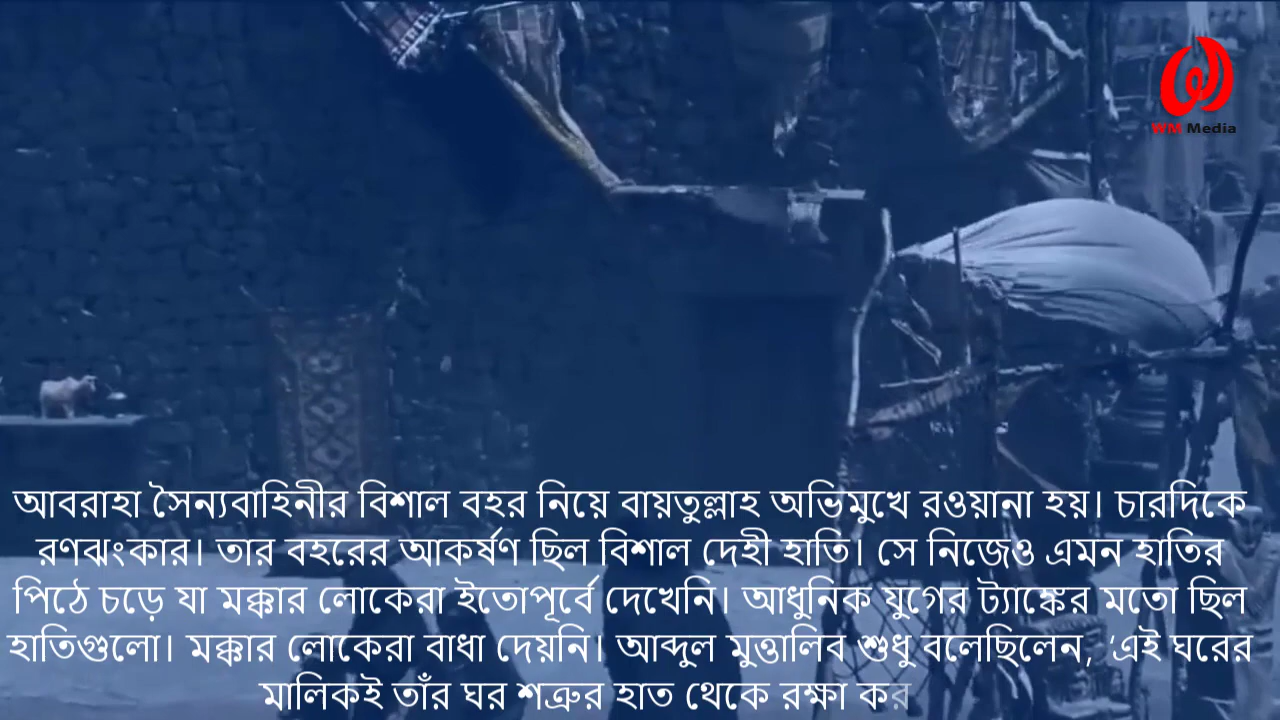 WM Media
আবরাহা সৈন্যবাহিনীর বিশাল বহর নিয়ে বায়তুল্লাহ অভিমুখে রওয়ানা হয়। চারদিকে
রণঝংকার। তার বহরের আকর্ষণ ছিল বিশাল দেহী হাতি। সে নিজেও এমন হাতির
পিঠে চড়ে যা মক্কার লোকেরা ইতোপূর্বে দেখেনি। আধুনিক যুগের ট্যাঙ্কের মতো ছিল
হাতিগুলো। মক্কার লোকেরা বাধা দেয়নি। আব্দুল মুত্তালিব শুধু বলেছিলেন, ‘এই ঘরের
মালিকই তাঁর ঘর শত্রুর হাত থেকে রক্ষা কর